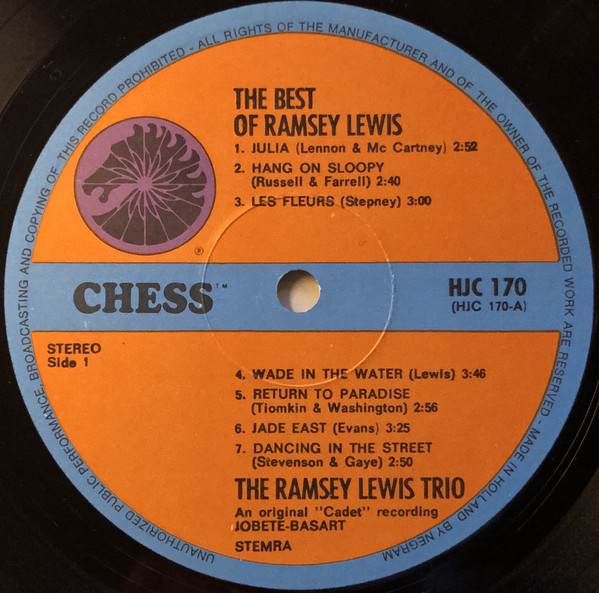 UNAUTHORIZED PUBLIC PERFORMANCE BROADCASTING AND COPYING OF THIS RECORD PROHIBITED - ALL RIGHTS OF THE MANUFACTURER AND OF THE OWNER OF THE RECORDED WORK ARE RESERVED - MADE IN HOLLAND BY NEGRAM
THE BEST
OF RAMSEY LEWIS
1. JULIA (Lennon & Mc Cartney) 2:52
2. HANG ON SLOOPY
(Russell & Farrell) 2:40
3. LES FLEURS (Stepney) 3:00
®
CHESS™
HJC 170
(HJC 170-A)
STEREO
Side 1
4. WADE IN THE WATER (Lewis) 3:46
5. RETURN TO PARADISE
(Tiomkin & Washington) 2:56
6. JADE EAST (Evans) 3:25
7. DANCING IN THE STREET
(Stevenson & Gaye) 2:50
THE RAMSEY LEWIS TRIO
An original "Cadet" recording
JOBETE-BASART
STEMRA